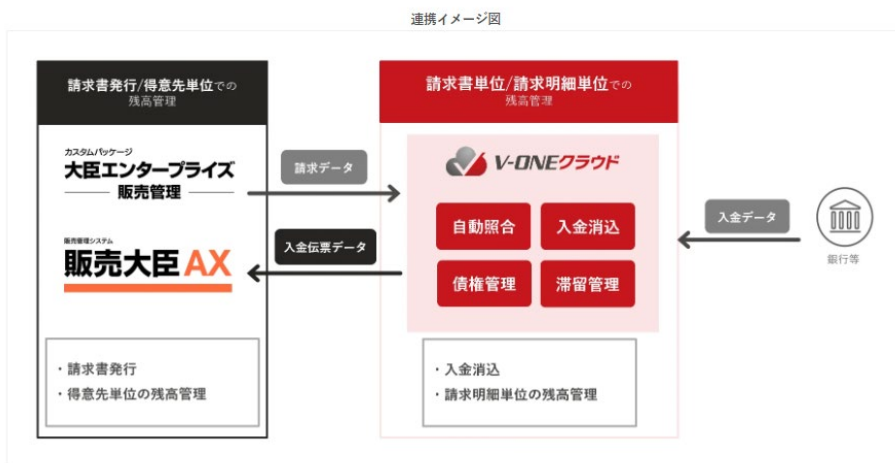 連携イメージ図
請求書発行/得意先単位での
残高管理
カスタムパッケージ
大臣エンタープライズ
販売管理
販売管理システム
販売大臣AX
・請求書発行
・得意先単位の残高管理
請求データ
入金伝票データ
請求書単位/請求明細単位での
残高管理
V-ONEクラウド
自動照合
入金消込
債権管理
滞留管理
・入金消込
・請求明細単位の残高管理
入金データ
銀行等